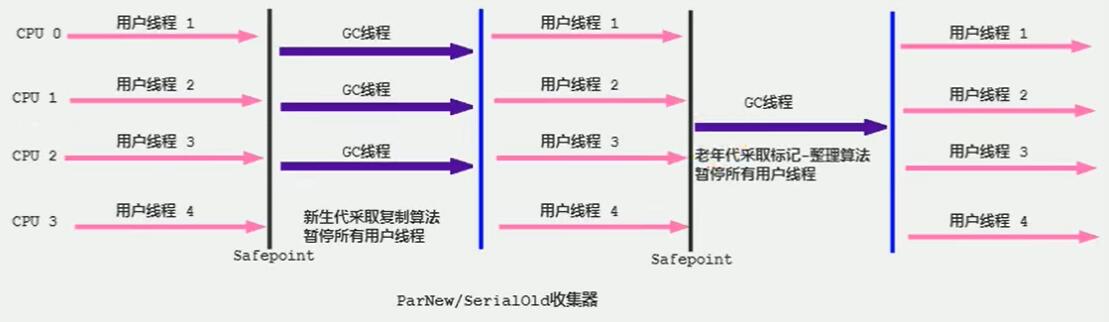 CPU 0
用户线程 1
GC线程
用户线程 1
用户线程 1
CPU 1
用户线程 2
GC线程
用户线程 2
GC线程
用户线程 2
CPU 2
用户线程 3
GC线程
用户线程 3
老年代采取标记-整理算法
暂停所有用户线程
用户线程 3
CPU 3
用户线程 4
新生代采取复制算法
暂停所有用户线程
用户线程 4
用户线程 4
Safepoint
Safepoint
ParNew/SerialOld收集器